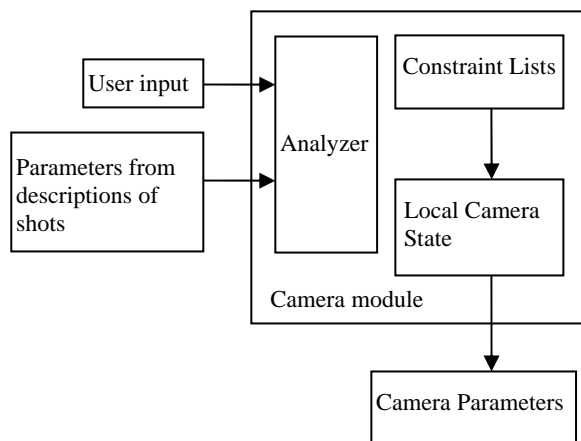 User input
Parameters from
descriptions of
shots
Analyzer
Constraint Lists
Local Camera
State
Camera module
Camera Parameters